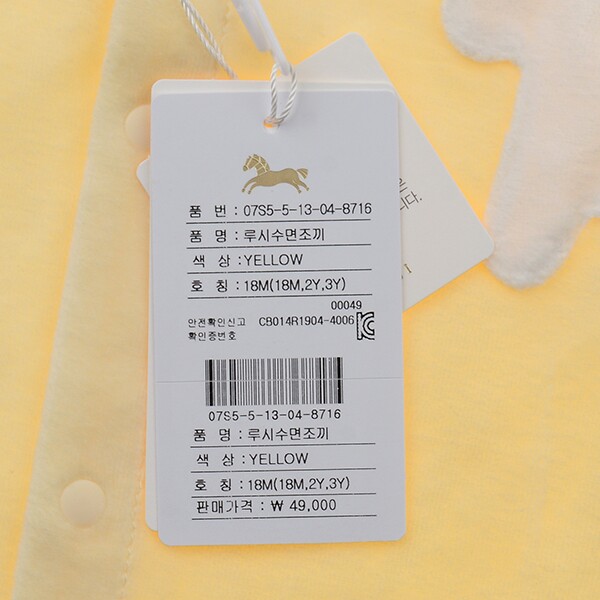 품 번 : 07S5-5-13-04-8716
품 명 : 루시수면조끼
색 상 : YELLOW
호 칭 : 18M(18M,2Y,3Y)
00049
안전확인신고 CB014R1904-4006
확인증번호
07S5-5-13-04-8716
품 명 : 루시수면조끼
색 상 : YELLOW
호 칭 : 18M(18M,2Y,3Y)
판매가격 : ₩ 49,000